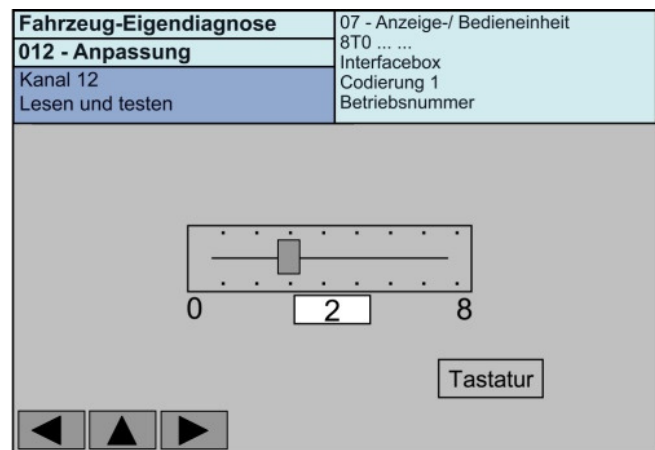 Fahrzeug-Eigendiagnose
012 - Anpassung
Kanal 12
Lesen und testen
07 - Anzeige-/ Bedieneinheit
8T0 ... ...
Interfacebox
Codierung 1
Betriebsnummer
0
2
8
Tastatur